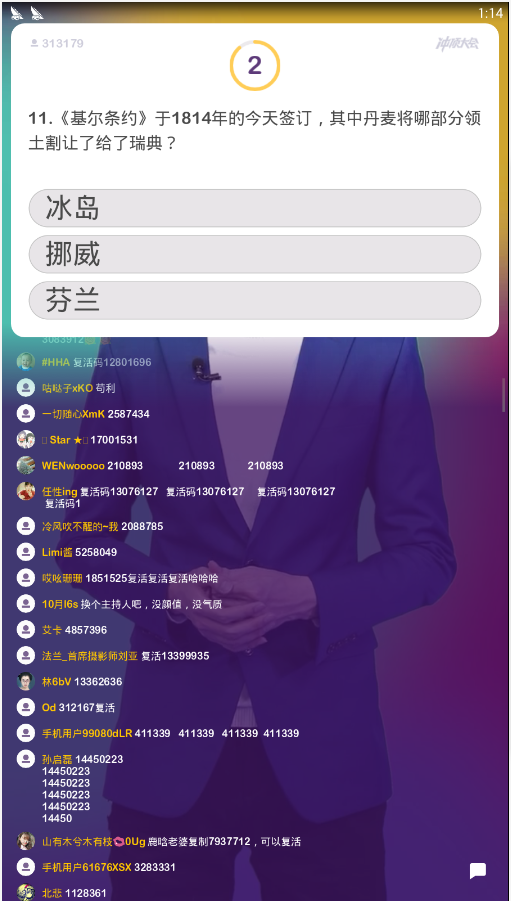 1:14
313179
冲顶大会
2
11.《基尔条约》于1814年的今天签订，其中丹麦将哪部分领
土割让了给了瑞典？
冰岛
挪威
芬兰
3083912
#HHA 复活码12801696
咕哒子xKO 苟利
一切随心XmK 2587434
Star ★ 17001531
WENwooooo 210893 210893 210893
任性ing 复活码13076127 复活码13076127 复活码13076127
复活码1
冷风吹不醒的~我 2088785
Limi酱 5258049
哎吆珊珊 1851525复活复活复活哈哈哈
10月l6s 换个主持人吧，没颜值，没气质
艾卡 4857396
法兰_首席摄影师刘亚 复活13399935
林6bV 13362636
Od 312167复活
手机用户99080dLR 411339 411339 411339 411339
孙启磊 14450223
14450223
14450223
14450223
14450223
14450
山有木兮木有枝0Ug 鹿晗老婆复制7937712，可以复活
手机用户61676XSX 3283331
北悲 1128361